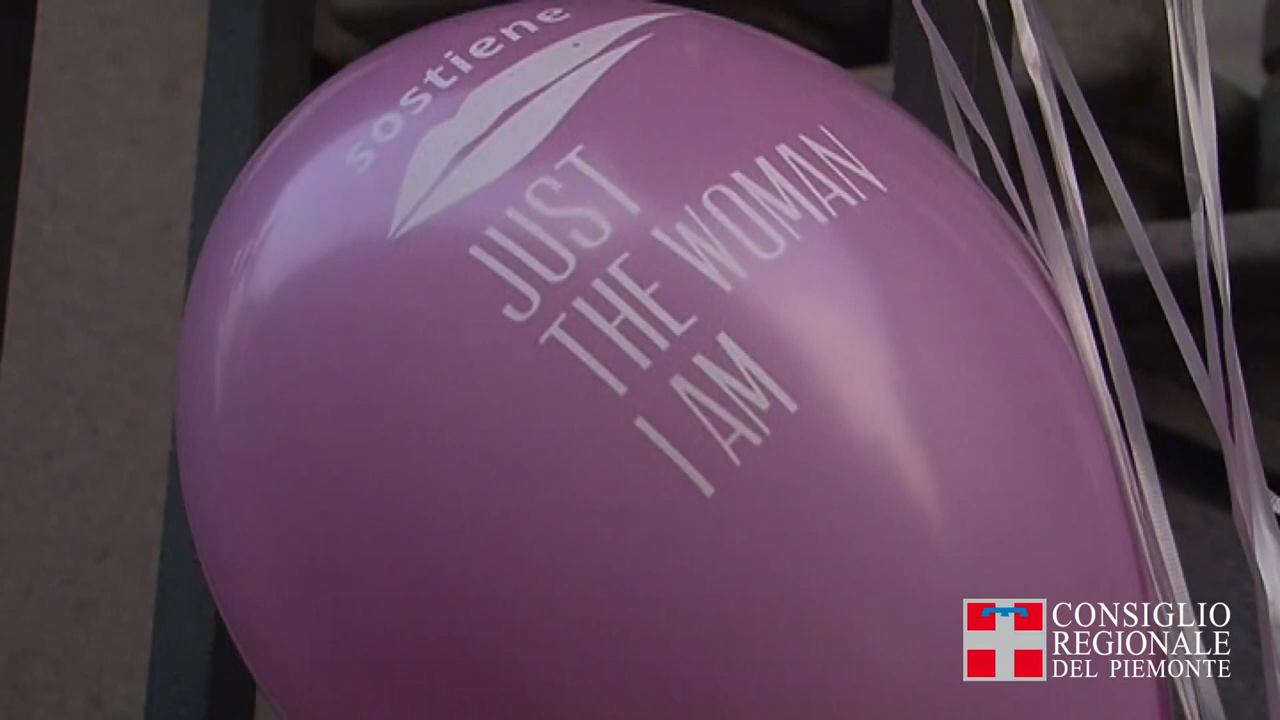 sostiene
JUST
THE WOMAN
I AM
CONSIGLIO
REGIONALE
DEL PIEMONTE